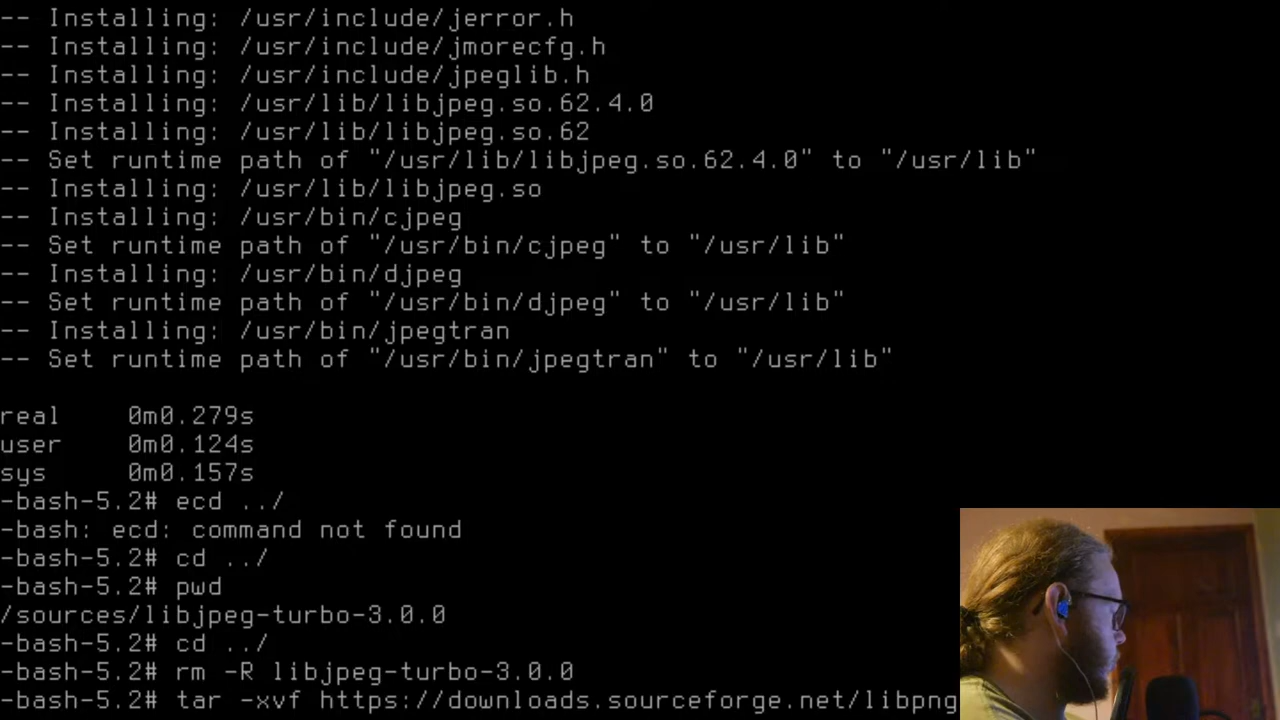 -- Installing: /usr/include/jerror.h
-- Installing: /usr/include/jmorecfg.h
-- Installing: /usr/include/jpeglib.h
-- Installing: /usr/lib/libjpeg.so.62.4.0
-- Installing: /usr/lib/libjpeg.so.62
-- Set runtime path of "/usr/lib/libjpeg.so.62.4.0" to "/usr/lib"
-- Installing: /usr/lib/libjpeg.so
-- Installing: /usr/bin/cjpeg
-- Set runtime path of "/usr/bin/cjpeg" to "/usr/lib"
-- Installing: /usr/bin/djpeg
-- Set runtime path of "/usr/bin/djpeg" to "/usr/lib"
-- Installing: /usr/bin/jpegtran
-- Set runtime path of "/usr/bin/jpegtran" to "/usr/lib"
real 0m0.279s
user 0m0.124s
sys 0m0.157s
-bash-5.2# ecd ../
-bash: ecd: command not found
-bash-5.2# cd ../
-bash-5.2# pwd
/sources/libjpeg-turbo-3.0.0
-bash-5.2# cd ../
-bash-5.2# rm -R libjpeg-turbo-3.0.0
-bash-5.2# tar -xvf https://downloads.sourceforge.net/libpng